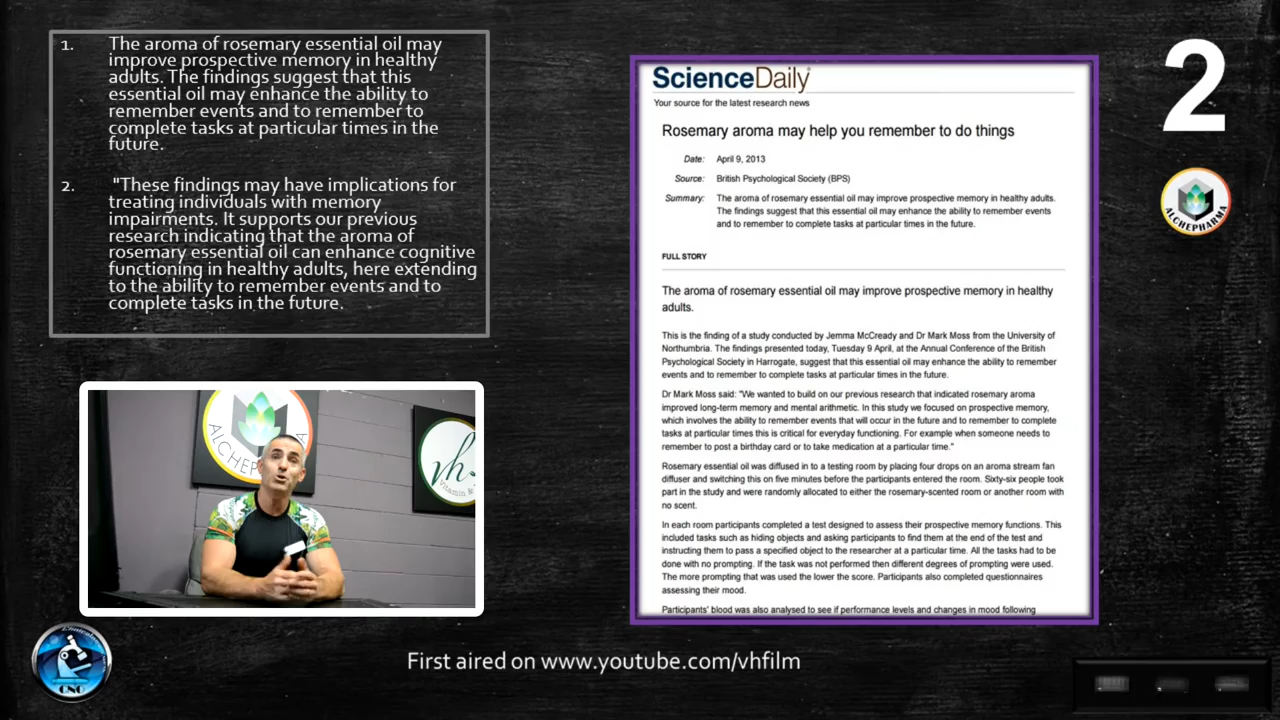 1. The aroma of rosemary essential oil may
improve prospective memory in healthy
adults. The findings suggest that this
essential oil may enhance the ability to
remember events and to remember to
complete tasks at particular times in the
future.
2. "These findings may have implications for
treating individuals with memory
impairments. It supports our previous
research indicating that the aroma of
rosemary essential oil can enhance cognitive
functioning in healthy adults, here extending
to the ability to remember events and to
complete tasks in the future.
ScienceDaily
Your source for the latest research news
Rosemary aroma may help you remember to do things
Date: April 9, 2013
Source: British Psychological Society (BPS)
Summary: The aroma of rosemary essential oil may improve prospective memory in healthy adults.
The findings suggest that this essential oil may enhance the ability to remember events
and to remember to complete tasks at particular times in the future.
FULL STORY
The aroma of rosemary essential oil may improve prospective memory in healthy
adults.
This is the finding of a study conducted by Jemma McCready and Dr Mark Moss from the University of
Northumbria. The findings presented today, Tuesday 9 April, at the Annual Conference of the British
Psychological Society in Harrogate, suggest that this essential oil may enhance the ability to remember
events and to remember to complete tasks at particular times in the future.
Dr Mark Moss said: "We wanted to build on our previous research that indicated rosemary aroma
improved long-term memory and mental arithmetic. In this study we focused on prospective memory,
which involves the ability to remember events that will occur in the future and to remember to complete
tasks at particular times this is critical for everyday functioning. For example when someone needs to
remember to post a birthday card or to take medication at a particular time."
Rosemary essential oil was diffused in to a testing room by placing four drops on an aroma stream fan
diffuser and switching this on five minutes before the participants entered the room. Sixty-six people took
part in the study and were randomly allocated to either the rosemary-scented room or another room with
no scent.
In each room participants completed a test designed to assess their prospective memory functions. This
included tasks such as hiding objects and asking participants to find them at the end of the test and
instructing them to pass a specified object to the researcher at a particular time. All the tasks had to be
done with no prompting. If the task was not performed then different degrees of prompting were used.
The more prompting that was used the lower the score. Participants also completed questionnaires
assessing their mood.
Participants' blood was also analysed to see if performance levels and changes in mood following
2
ALCHEPHARMA
ALCHEPHARMA
vh
vitamin &
CNG
First aired on www.youtube.com/vhfilm